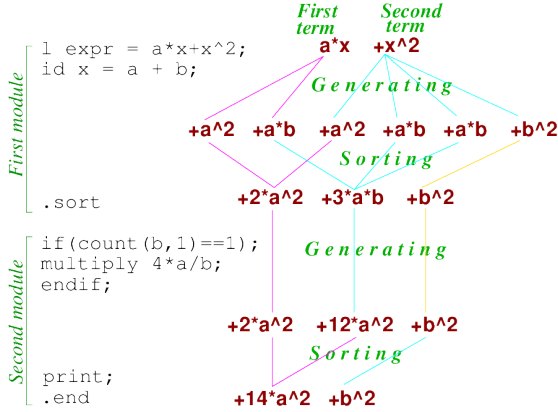 First Second
term term
l expr = a*x+x^2; a*x +x^2
id x = a + b;
Generating
First module
+a^2 +a*b +a^2 +a*b +a*b +b^2
Sorting
.sort +2*a^2 +3*a*b +b^2
if(count(b,1)==1); Generating
multiply 4*a/b;
endif;
Second module
+2*a^2 +12*a^2 +b^2
Sorting
print;
.end +14*a^2 +b^2